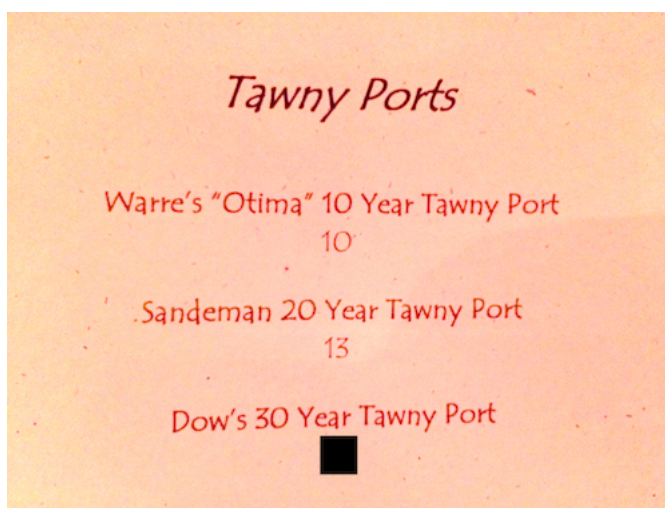 Tawny Ports
Warre's "Otima" 10 Year Tawny Port
10
Sandeman 20 Year Tawny Port
13
Dow's 30 Year Tawny Port